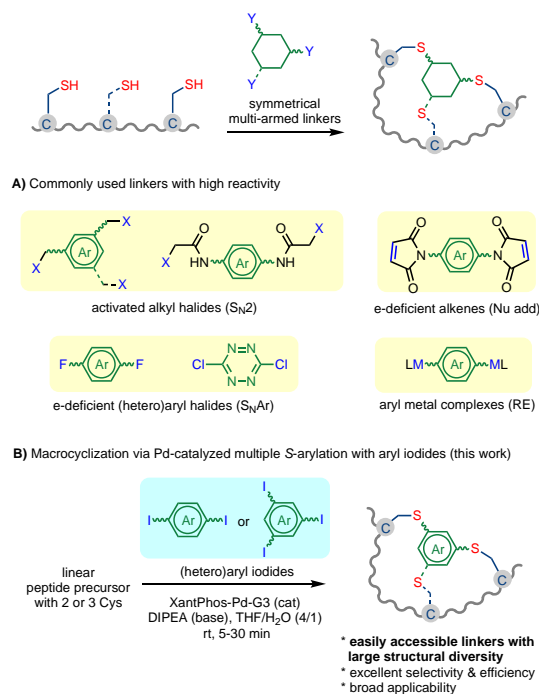 Y
Y
Y
SH
SH
SH
C
C
C
symmetrical
multi-armed linkers
S
S
S
C
C
C
A) Commonly used linkers with high reactivity
X
X
X
Ar
O
X
HN
Ar
NH
O
X
activated alkyl halides (SN2)
O
N
O
Ar
O
N
O
e-deficient alkenes (Nu add)
F
Ar
F
Cl
N=N
N=N
Cl
e-deficient (hetero)aryl halides (SNAr)
LM
Ar
ML
aryl metal complexes (RE)
B) Macrocyclization via Pd-catalyzed multiple S-arylation with aryl iodides (this work)
I
Ar
I
or
I
Ar
I
I
linear
peptide precursor
with 2 or 3 Cys
(hetero)aryl iodides
XantPhos-Pd-G3 (cat)
DIPEA (base), THF/H2O (4/1)
rt, 5-30 min
C
S
Ar
S
C
S
C
* easily accessible linkers with
large structural diversity
* excellent selectivity & efficiency
* broad applicability